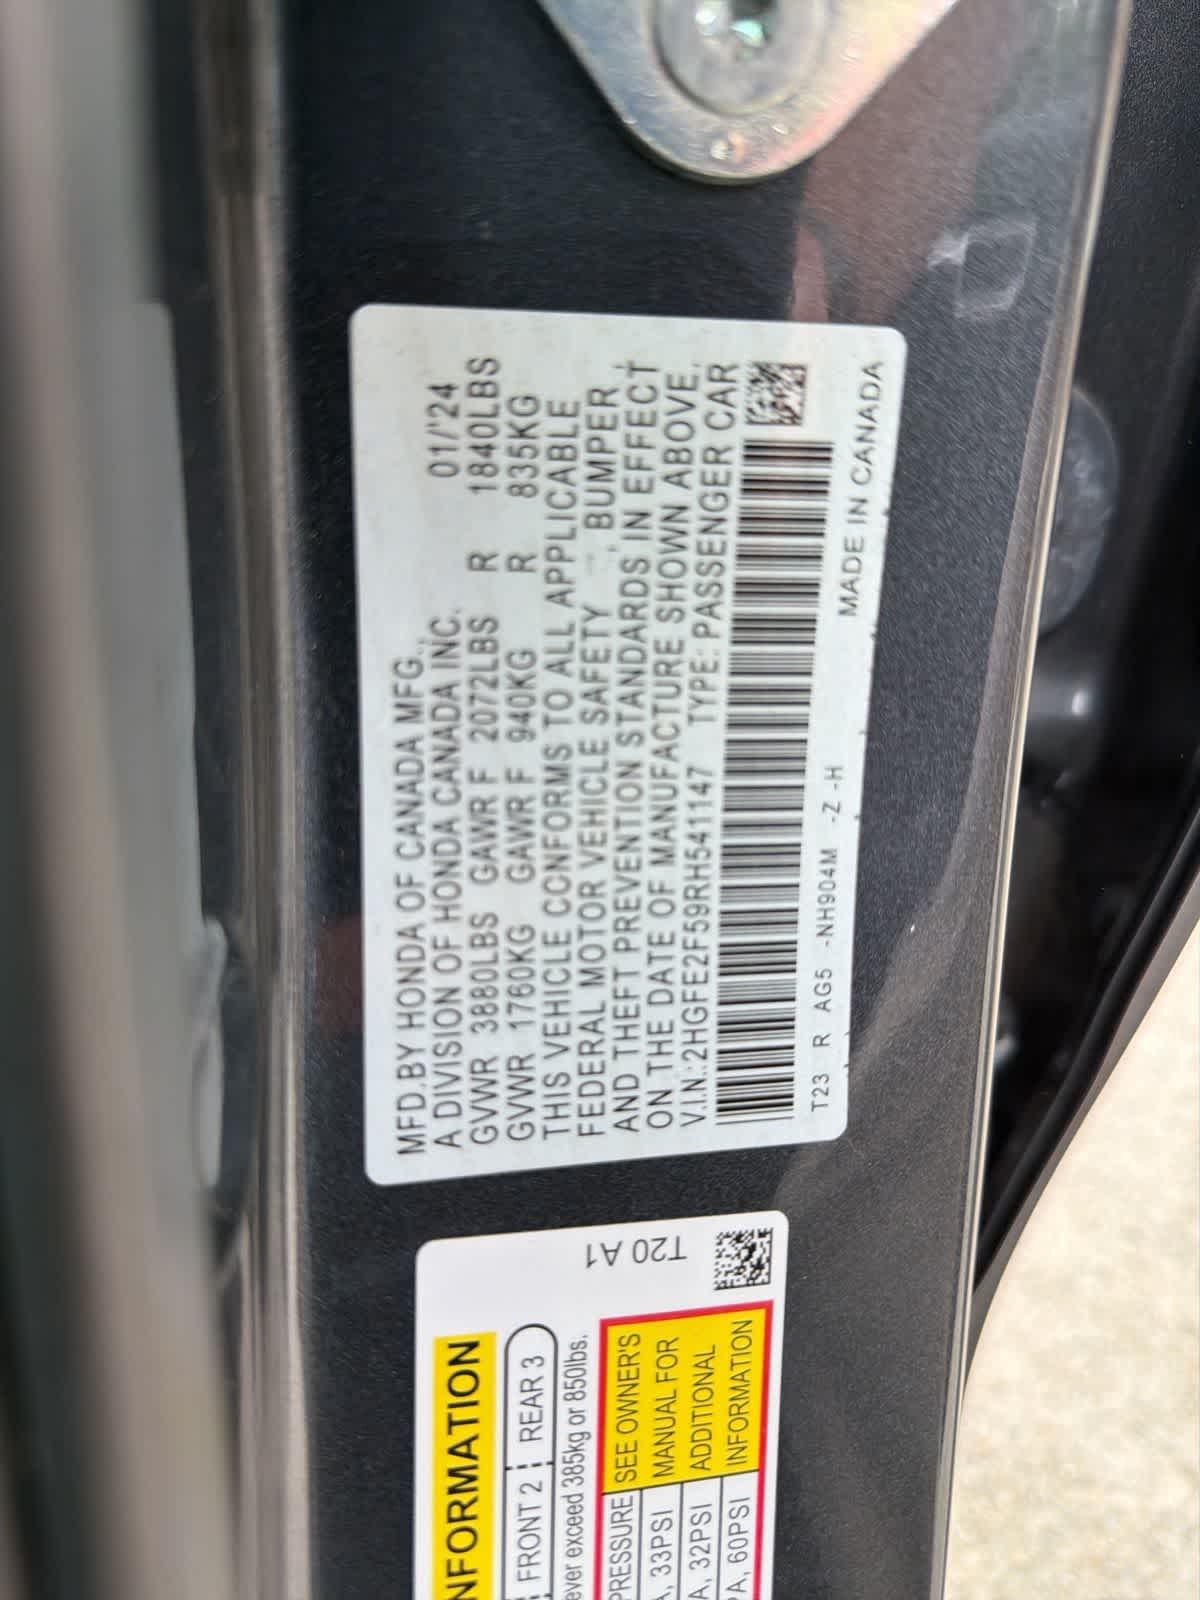 MFD.BY HONDA OF CANADA MFG.,
A DIVISION OF HONDA CANADA INC. 01/'24
GVWR 3880LBS GAWR F 2072LBS R 1840LBS
GVWR 1760KG GAWR F 940KG R 835KG
THIS VEHICLE CONFORMS TO ALL APPLICABLE
FEDERAL MOTOR VEHICLE SAFETY , BUMPER ,
AND THEFT PREVENTION STANDARDS IN EFFECT
ON THE DATE OF MANUFACTURE SHOWN ABOVE.
V.I.N.:2HGFE2F59RH541147 TYPE: PASSENGER CAR
T23 R AG5 -NH904M -Z -H MADE IN CANADA
T20 A1
NFORMATION
FRONT 2 REAR 3
ever exceed 385kg or 850lbs.
PRESSURE SEE OWNER'S
A, 33PSI MANUAL FOR
A, 32PSI ADDITIONAL
PA, 60PSI INFORMATION